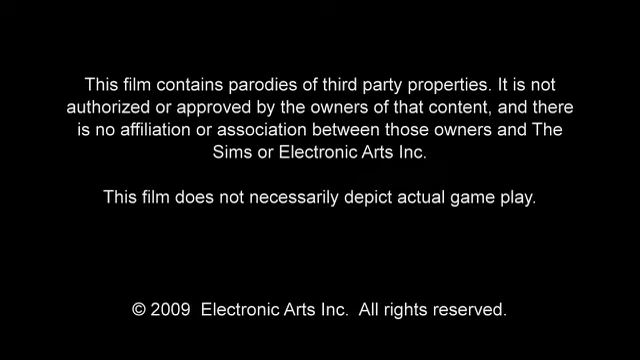 This film contains parodies of third party properties. It is not
authorized or approved by the owners of that content, and there
is no affiliation or association between those owners and The
Sims or Electronic Arts Inc.
This film does not necessarily depict actual game play.
© 2009  Electronic Arts Inc.  All rights reserved.